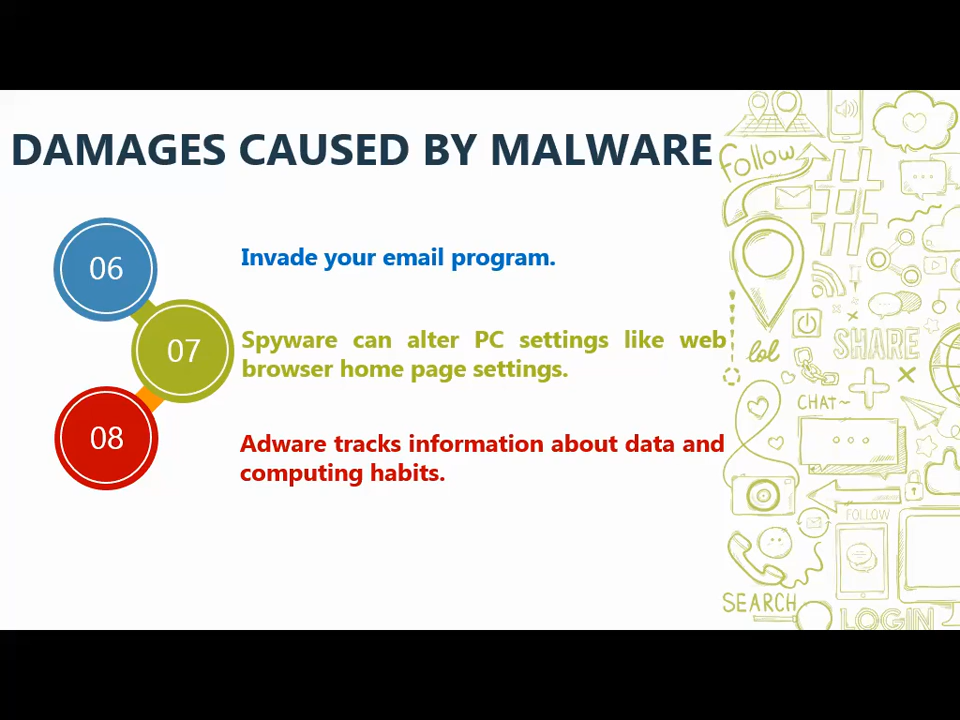 DAMAGES CAUSED BY MALWARE
06
Invade your email program.
07
Spyware can alter PC settings like web
browser home page settings.
08
Adware tracks information about data and
computing habits.
follow
#
lol
SHARE
CHAT~
FOLLOW
SEARCH
LOGIN